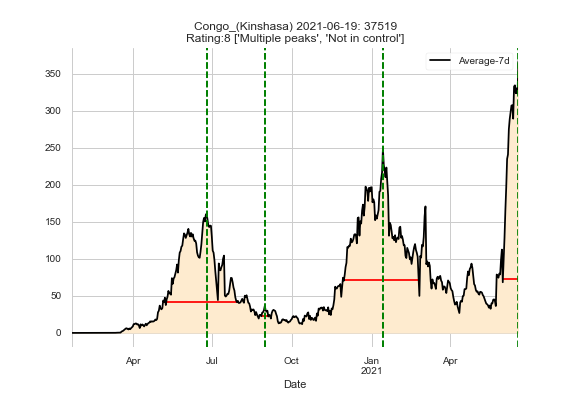 Congo_(Kinshasa) 2021-06-19: 37519
Rating:8 ['Multiple peaks', 'Not in control']
Average-7d
350
300
250
200
150
100
50
0
Apr
Jul
Oct
Jan
2021
Apr
Date